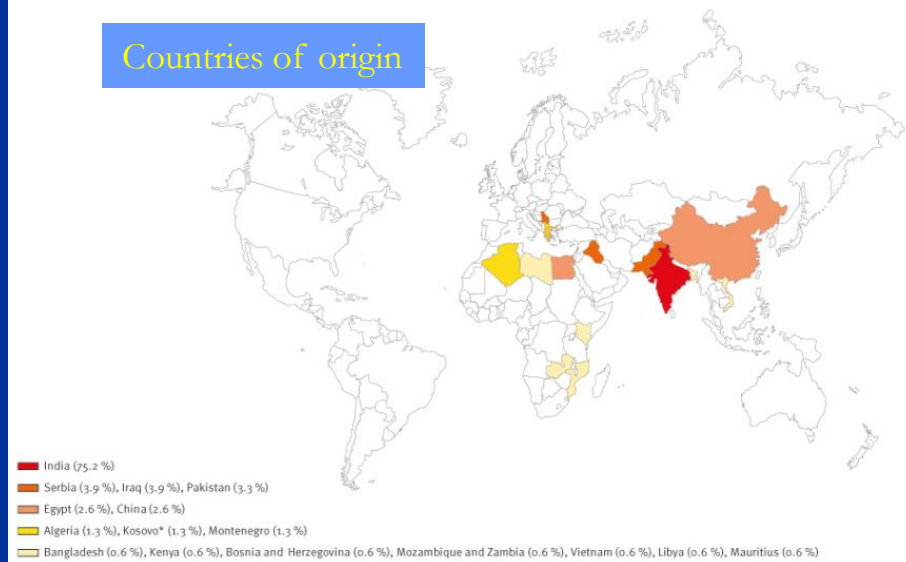 Countries of origin
India (75.2 %)
Serbia (3.9 %), Iraq (3.9 %), Pakistan (3.3 %)
Egypt (2.6 %), China (2.6 %)
Algeria (1.3 %), Kosovo* (1.3 %), Montenegro (1.3 %)
Bangladesh (0.6 %), Kenya (0.6 %), Bosnia and Herzegovina (0.6 %), Mozambique and Zambia (0.6 %), Vietnam (0.6 %), Libya (0.6 %), Mauritius (0.6 %)